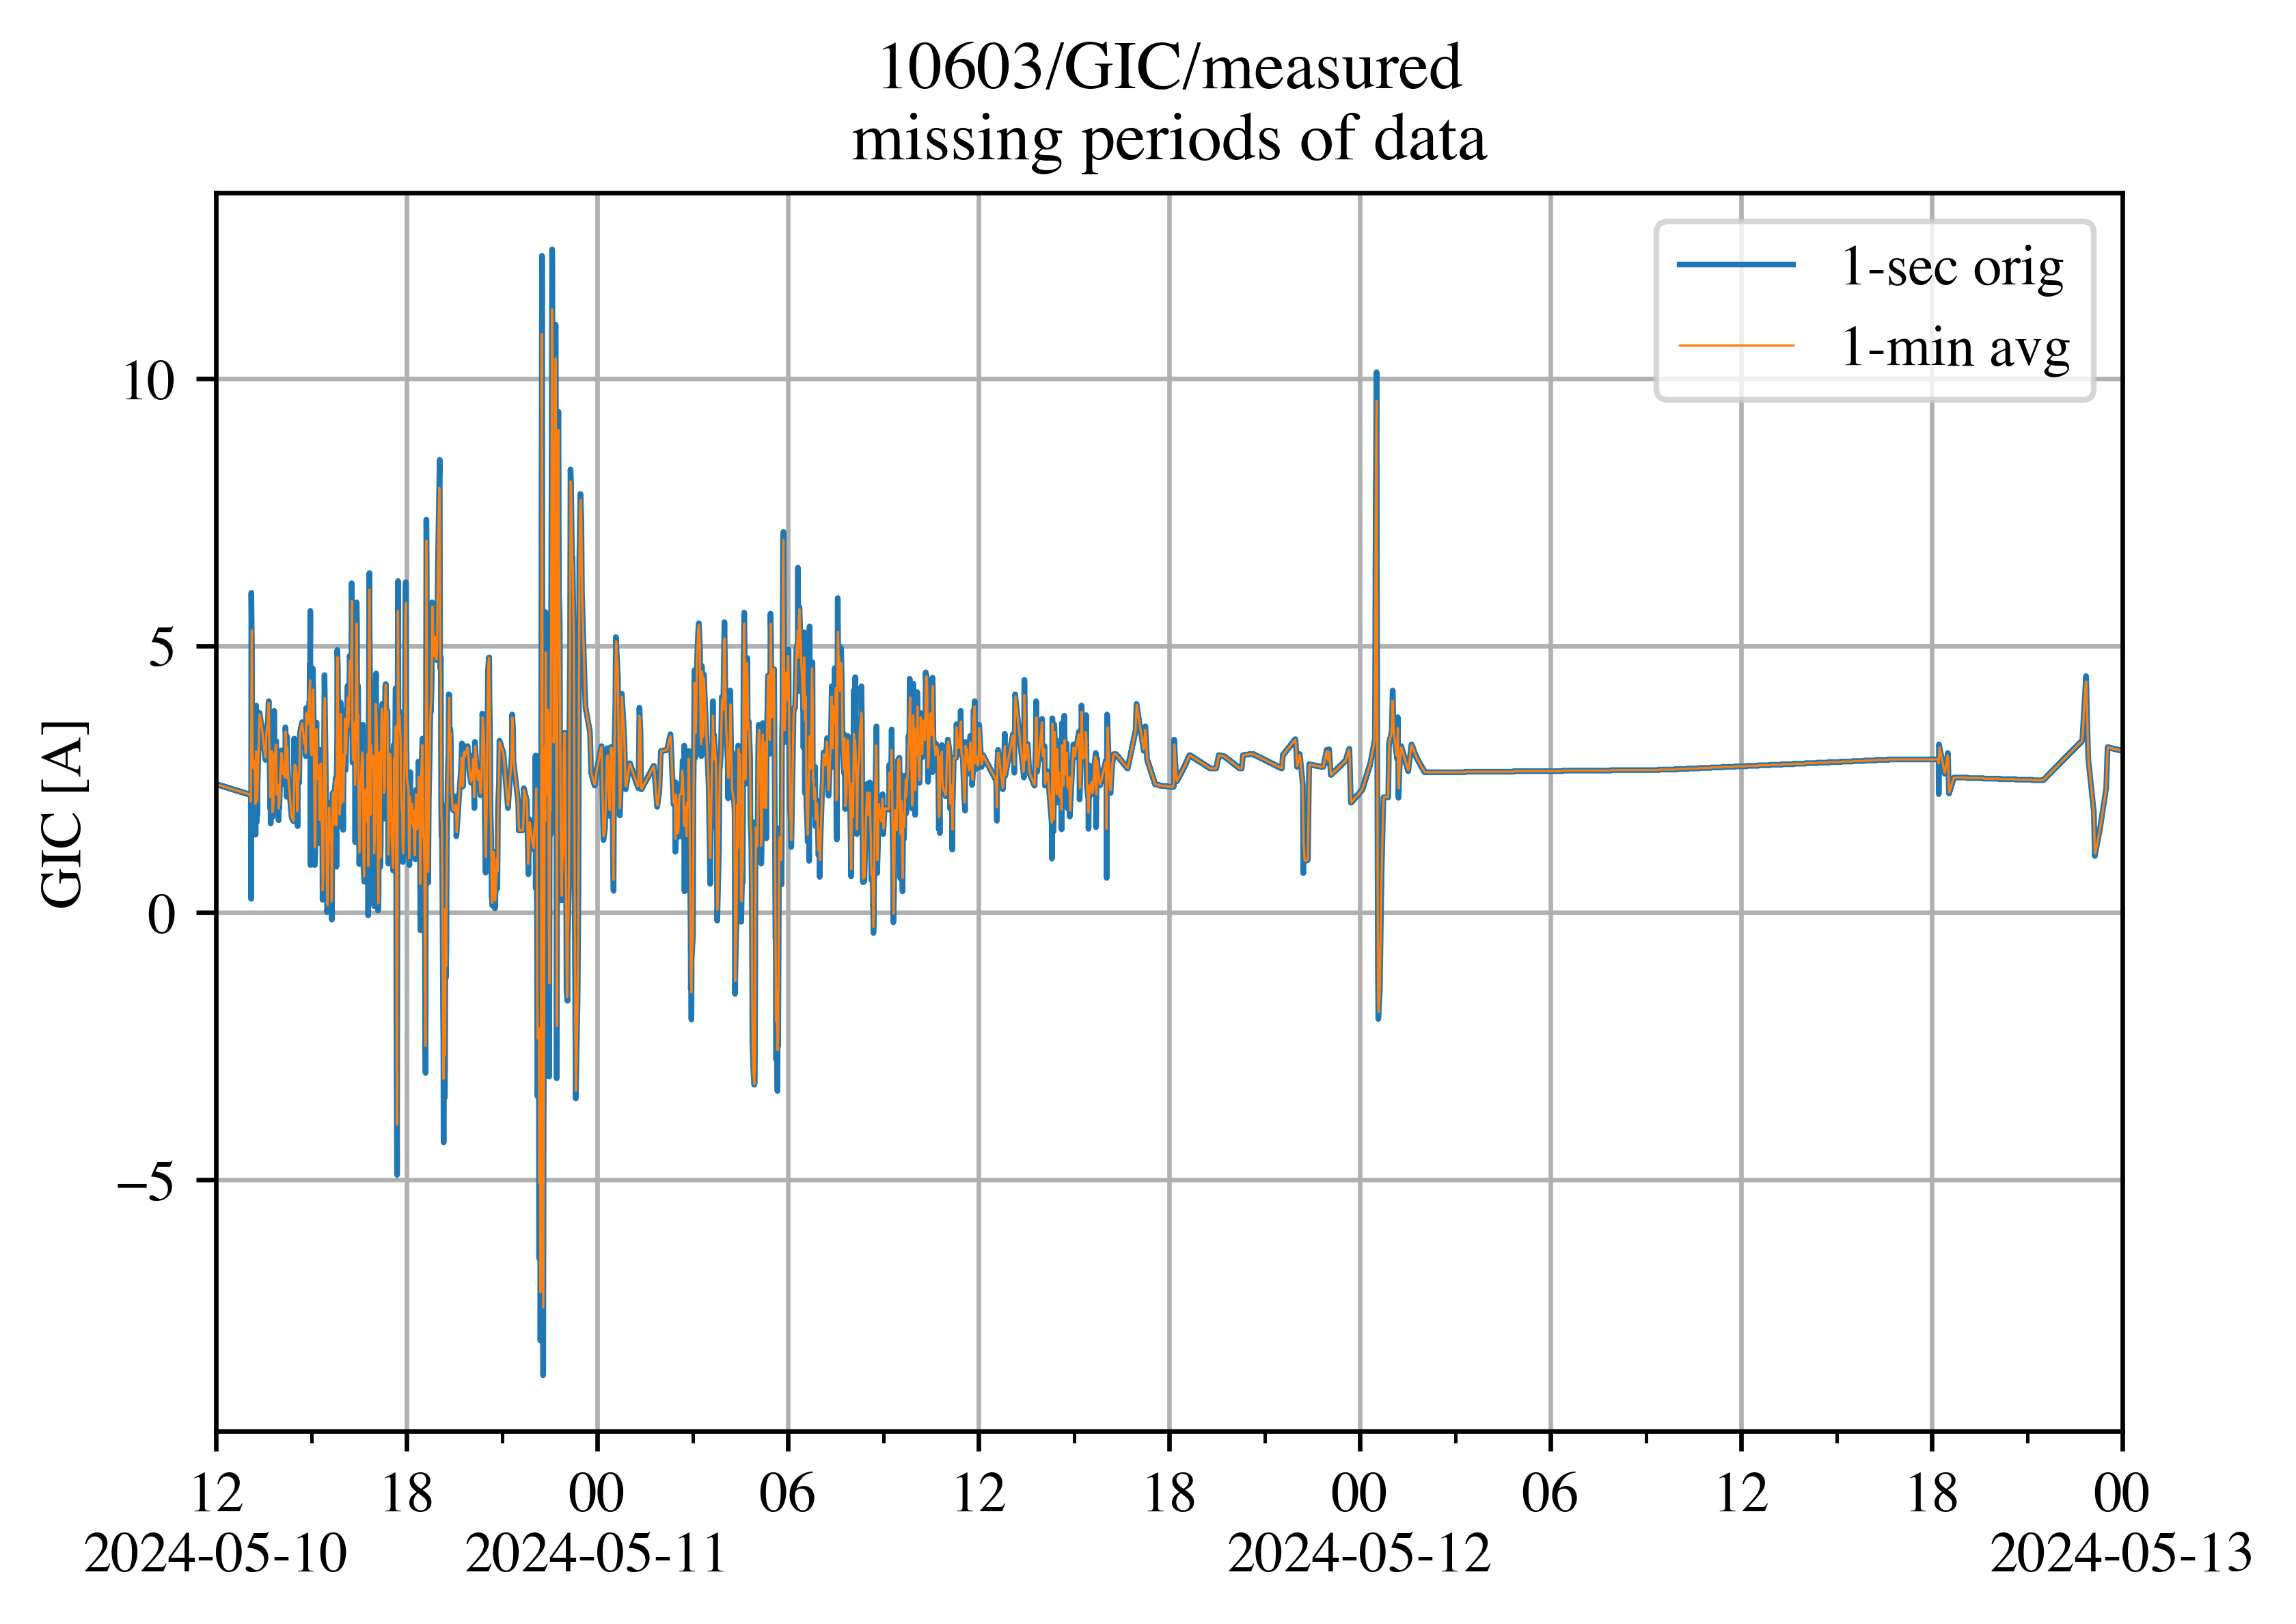 10603/GIC/measured
missing periods of data
1-sec orig
1-min avg
10
5
0
−5
GIC [A]
12 18 00 06 12 18 00 06 12 18 00
2024-05-10 2024-05-11 2024-05-12 2024-05-13